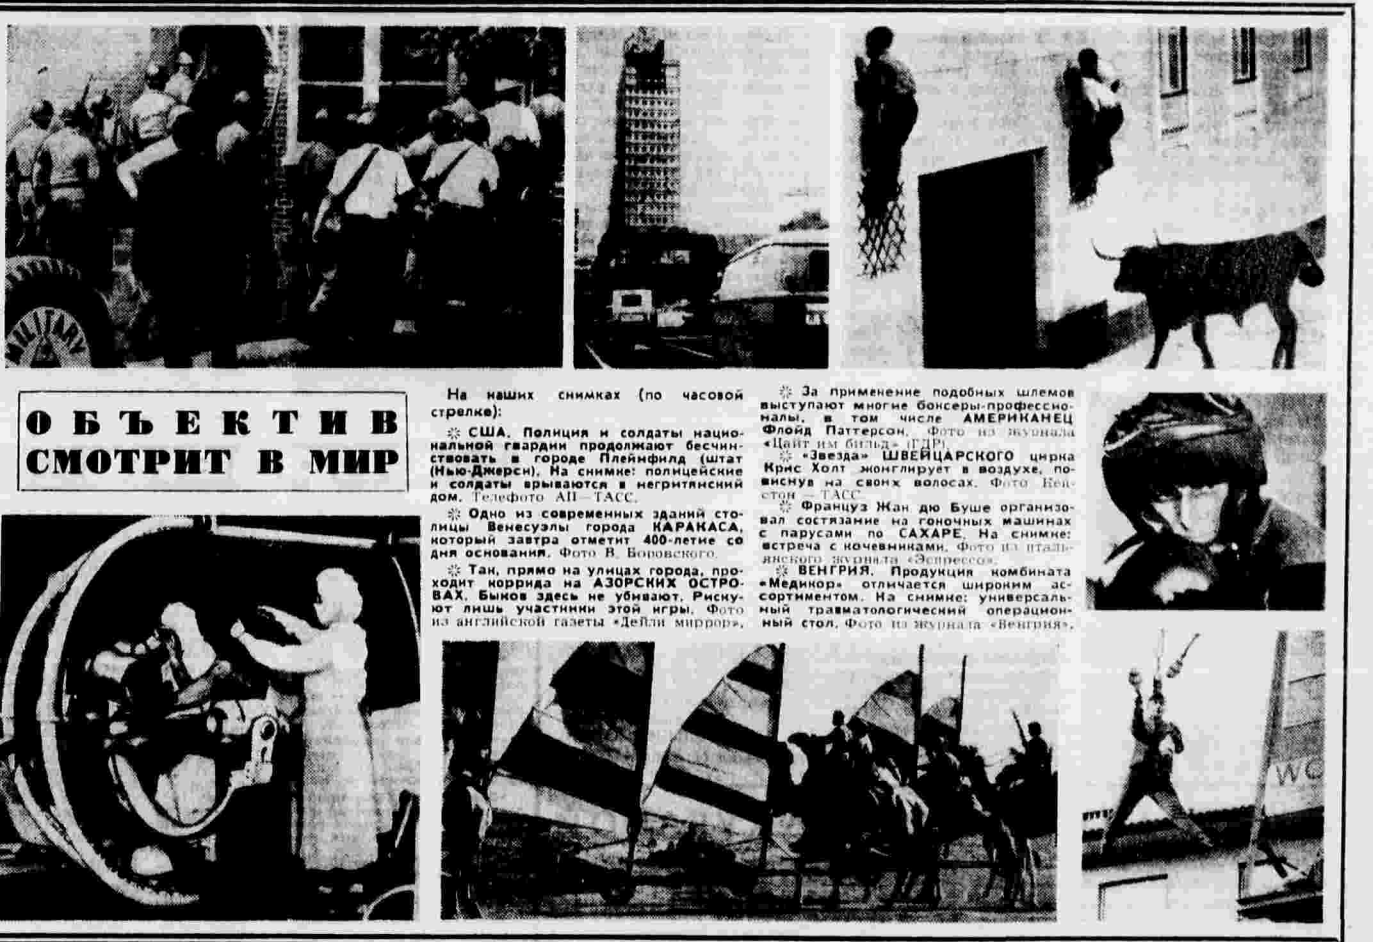 MILITARY
ОБЪЕКТИВ
СМОТРИТ В МИР
На наших снимках (по часовой
стрелке):
США. Полиция и солдаты нацио-
нальной гвардии продолжают бесчин-
ствовать в городе Плейнфилд (штат
(Нью-Джерси). На снимке: полицейские
и солдаты врываются в негритянский
дом. Телефото АП—ТАСС.
Одно из современных зданий сто-
лицы Венесуэлы города КАРАКАСА,
который завтра отметит 400-летие со
дня основания. Фото В. Боровского.
Так, прямо на улицах города, про-
ходит коррида на АЗОРСКИХ ОСТРО-
ВАХ. Быков здесь не убивают. Риску-
ют лишь участники этой игры. Фото
из английской газеты «Дейли миррор».
За применение подобных шлемов
выступают многие боксеры-профессио-
налы, в том числе АМЕРИКАНЕЦ
Флойд Паттерсон. Фото из журнала
«Цайт им бильд» (ГДР).
«Звезда» ШВЕЙЦАРСКОГО цирка
Крис Холт жонглирует в воздухе, по-
виснув на своих волосах. Фото Кей-
стон — ТАСС.
Француз Жан дю Буше организо-
вал состязание на гоночных машинах
с парусами по САХАРЕ. На снимке:
встреча с кочевниками. Фото из италь-
янского журнала «Эспрессо».
ВЕНГРИЯ. Продукция комбината
«Медикор» отличается широким ас-
сортиментом. На снимке: универсаль-
ный травматологический операцион-
ный стол. Фото из журнала «Венгрия».
WC